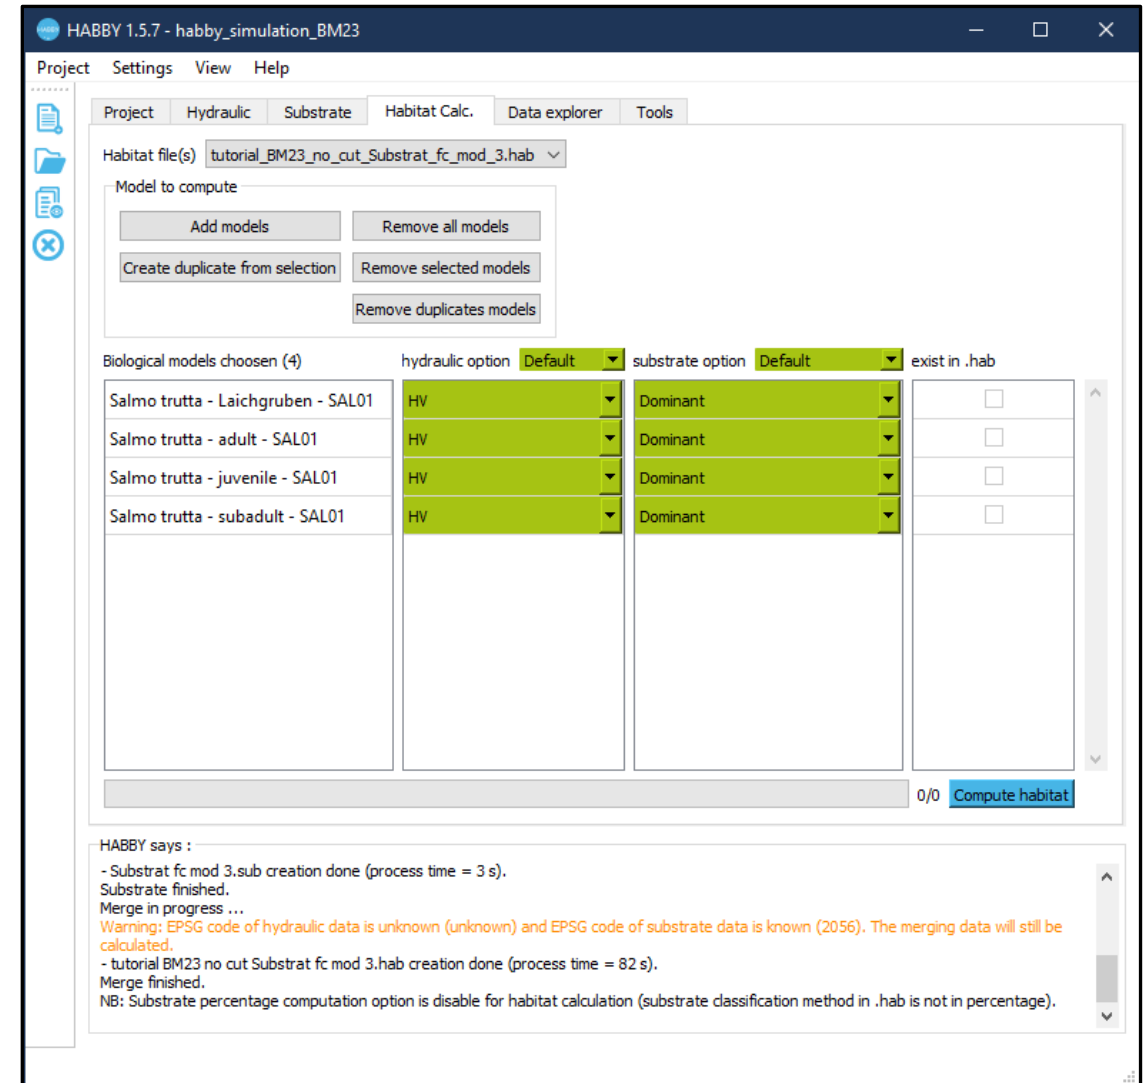 HABBY 1.5.7 - habby_simulation_BM23
Project Settings View Help
Project Hydraulic Substrate Habitat Calc. Data explorer Tools
Habitat file(s) tutorial_BM23_no_cut_Substrat_fc_mod_3.hab
Model to compute
Add models Remove all models
Create duplicate from selection Remove selected models
Remove duplicates models
Biological models choosen (4) hydraulic option Default substrate option Default exist in .hab
Salmo trutta - Laichgruben - SAL01 HV Dominant
Salmo trutta - adult - SAL01 HV Dominant
Salmo trutta - juvenile - SAL01 HV Dominant
Salmo trutta - subadult - SAL01 HV Dominant
0/0 Compute habitat
HABBY says :
- Substrat fc mod 3.sub creation done (process time = 3 s).
Substrate finished.
Merge in progress ...
Warning: EPSG code of hydraulic data is unknown (unknown) and EPSG code of substrate data is known (2056). The merging data will still be
calculated.
- tutorial BM23 no cut Substrat fc mod 3.hab creation done (process time = 82 s).
Merge finished.
NB: Substrate percentage computation option is disable for habitat calculation (substrate classification method in .hab is not in percentage).